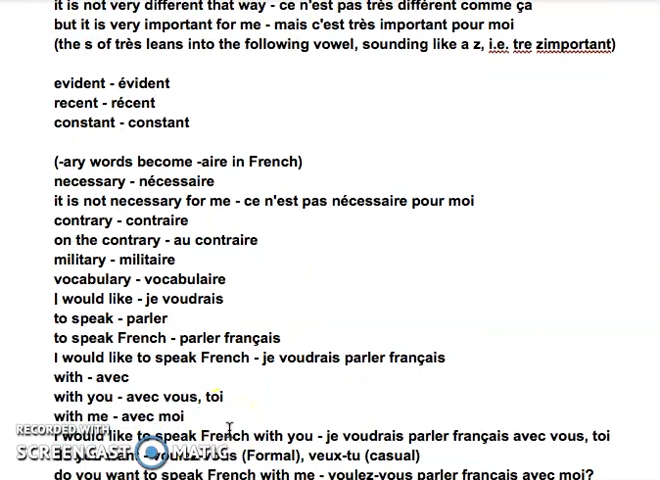 it is not very different that way - ce n'est pas très différent comme ça
but it is very important for me - mais c'est très important pour moi
(the s of très leans into the following vowel, sounding like a z, i.e. tre zimportant)
evident - évident
recent - récent
constant - constant
(-ary words become -aire in French)
necessary - nécessaire
it is not necessary for me - ce n'est pas nécessaire pour moi
contrary - contraire
on the contrary - au contraire
military - militaire
vocabulary - vocabulaire
I would like - je voudrais
to speak - parler
to speak French - parler français
I would like to speak French - je voudrais parler français
with - avec
with you - avec vous, toi
with me - avec moi
RECORDED WITH
I would like to speak French with you - je voudrais parler français avec vous, toi
SCREENCAST MATIC
(Formal), veux-tu (casual)
do you want to speak French with me - voulez-vous parler français avec moi?